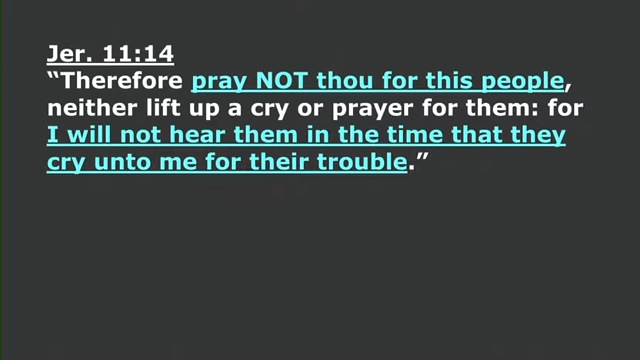 Jer. 11:14
“Therefore pray NOT thou for this people,
neither lift up a cry or prayer for them: for
I will not hear them in the time that they
cry unto me for their trouble.”